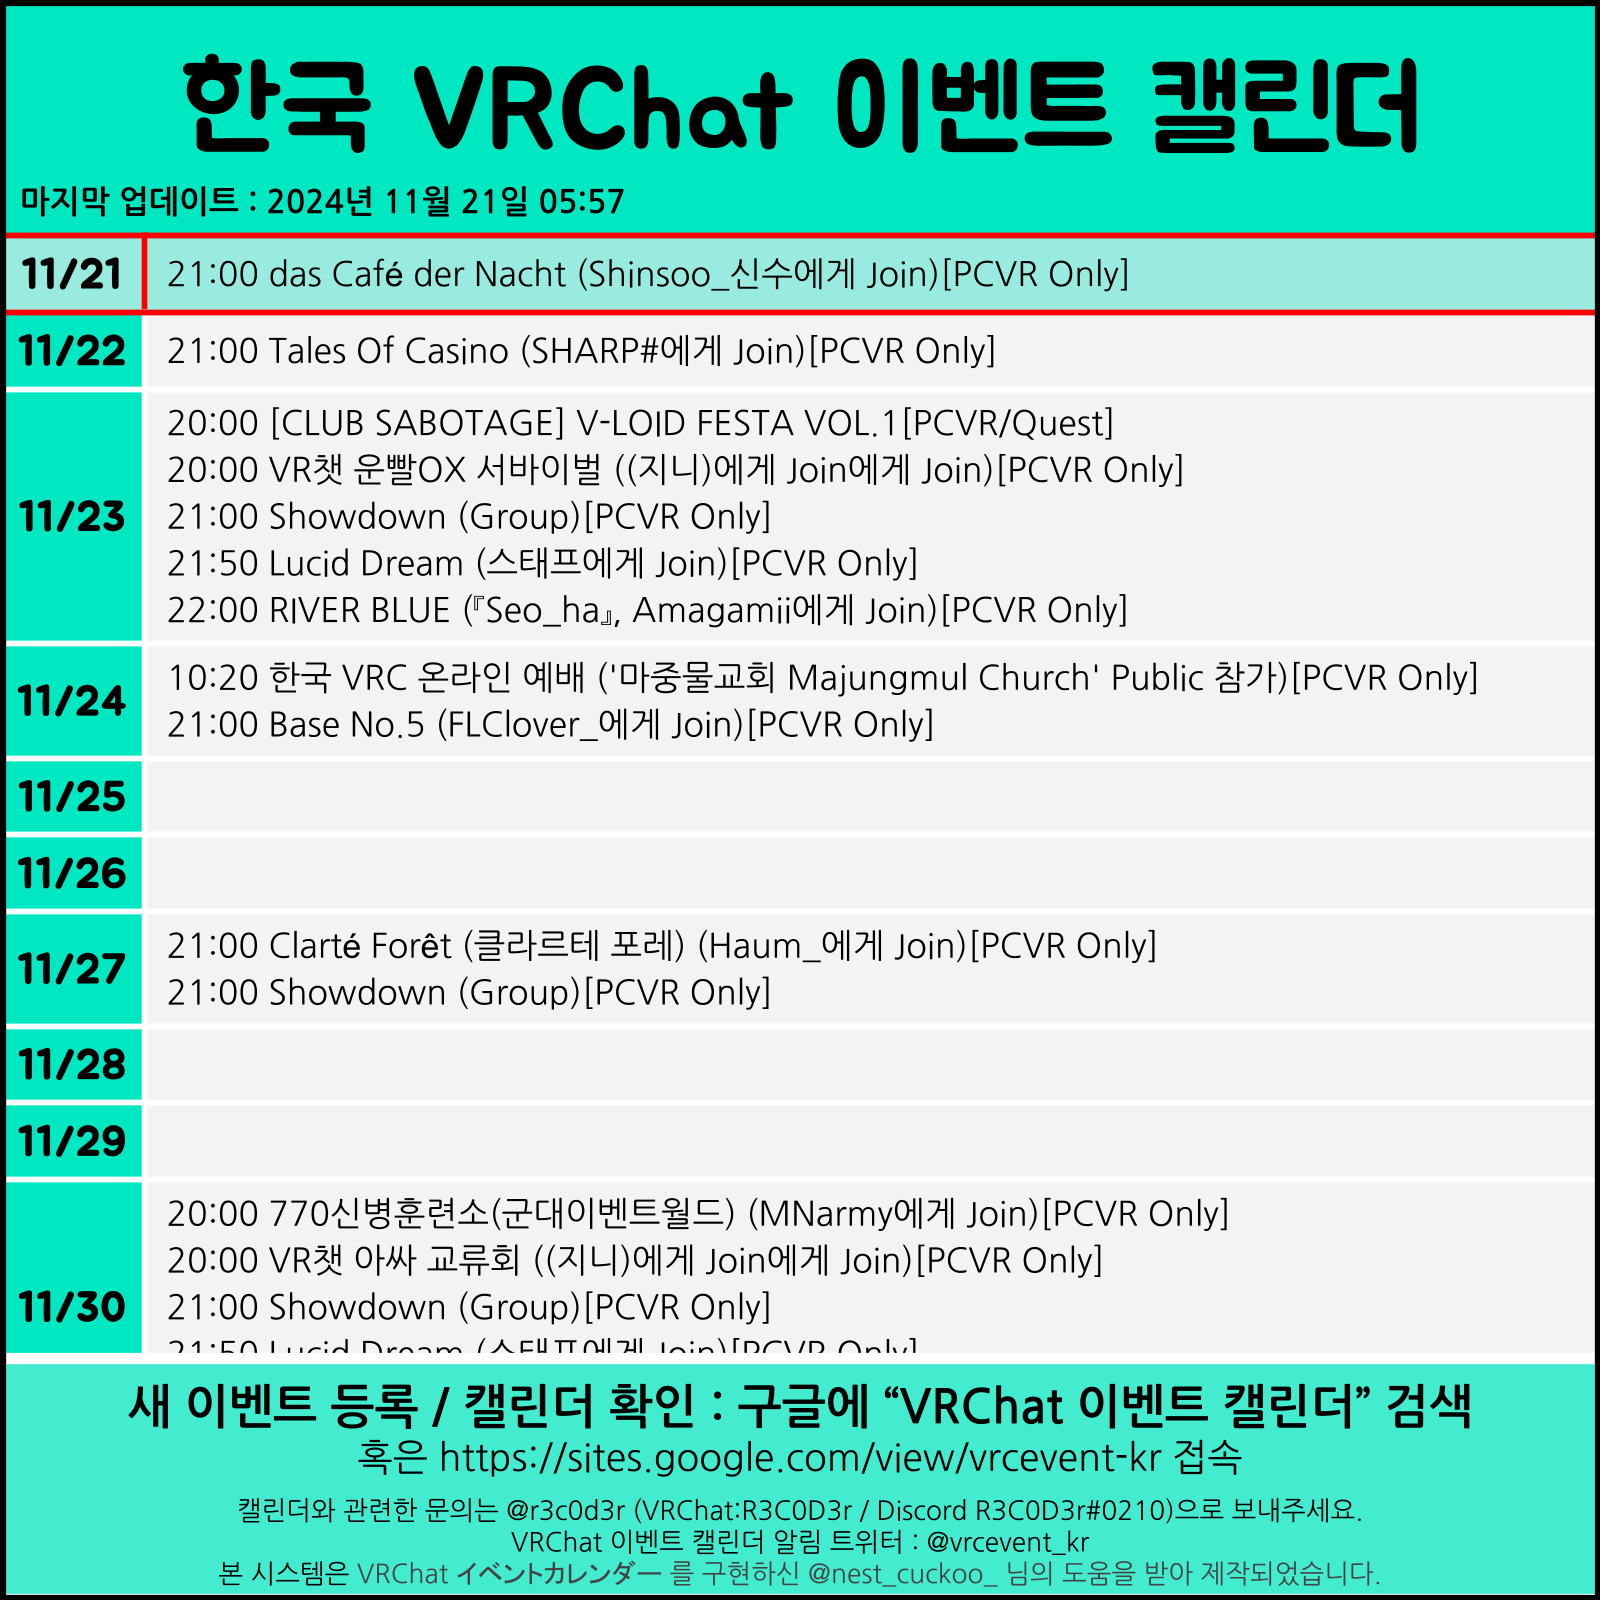 한국 VRChat 이벤트 캘린더
마지막 업데이트 : 2024년 11월 21일 05:57
11/21
21:00 das Café der Nacht (Shinsoo_신수에게 Join)[PCVR Only]
11/22
21:00 Tales Of Casino (SHARP#에게 Join)[PCVR Only]
11/23
20:00 [CLUB SABOTAGE] V-LOID FESTA VOL.1[PCVR/Quest]
20:00 VR챗 운빨OX 서바이벌 ((지니)에게 Join에게 Join)[PCVR Only]
21:00 Showdown (Group)[PCVR Only]
21:50 Lucid Dream (스태프에게 Join)[PCVR Only]
22:00 RIVER BLUE (『Seo_ha』, Amagamii에게 Join)[PCVR Only]
11/24
10:20 한국 VRC 온라인 예배 ('마중물교회 Majungmul Church' Public 참가)[PCVR Only]
21:00 Base No.5 (FLClover_에게 Join)[PCVR Only]
11/25
11/26
11/27
21:00 Clarté Forêt (클라르테 포레) (Haum_에게 Join)[PCVR Only]
21:00 Showdown (Group)[PCVR Only]
11/28
11/29
11/30
20:00 770신병훈련소(군대이벤트월드) (MNarmy에게 Join)[PCVR Only]
20:00 VR챗 아싸 교류회 ((지니)에게 Join에게 Join)[PCVR Only]
21:00 Showdown (Group)[PCVR Only]
21:50 Lucid Dream (스태프에게 Join)[PCVR Only]
새 이벤트 등록 / 캘린더 확인 : 구글에 “VRChat 이벤트 캘린더” 검색
혹은 https://sites.google.com/view/vrcevent-kr 접속
캘린더와 관련한 문의는 @r3c0d3r (VRChat:R3C0D3r / Discord R3C0D3r#0210)으로 보내주세요.
VRChat 이벤트 캘린더 알림 트위터 : @vrcevent_kr
본 시스템은 VRChat イベントカレンダー 를 구현하신 @nest_cuckoo_ 님의 도움을 받아 제작되었습니다.